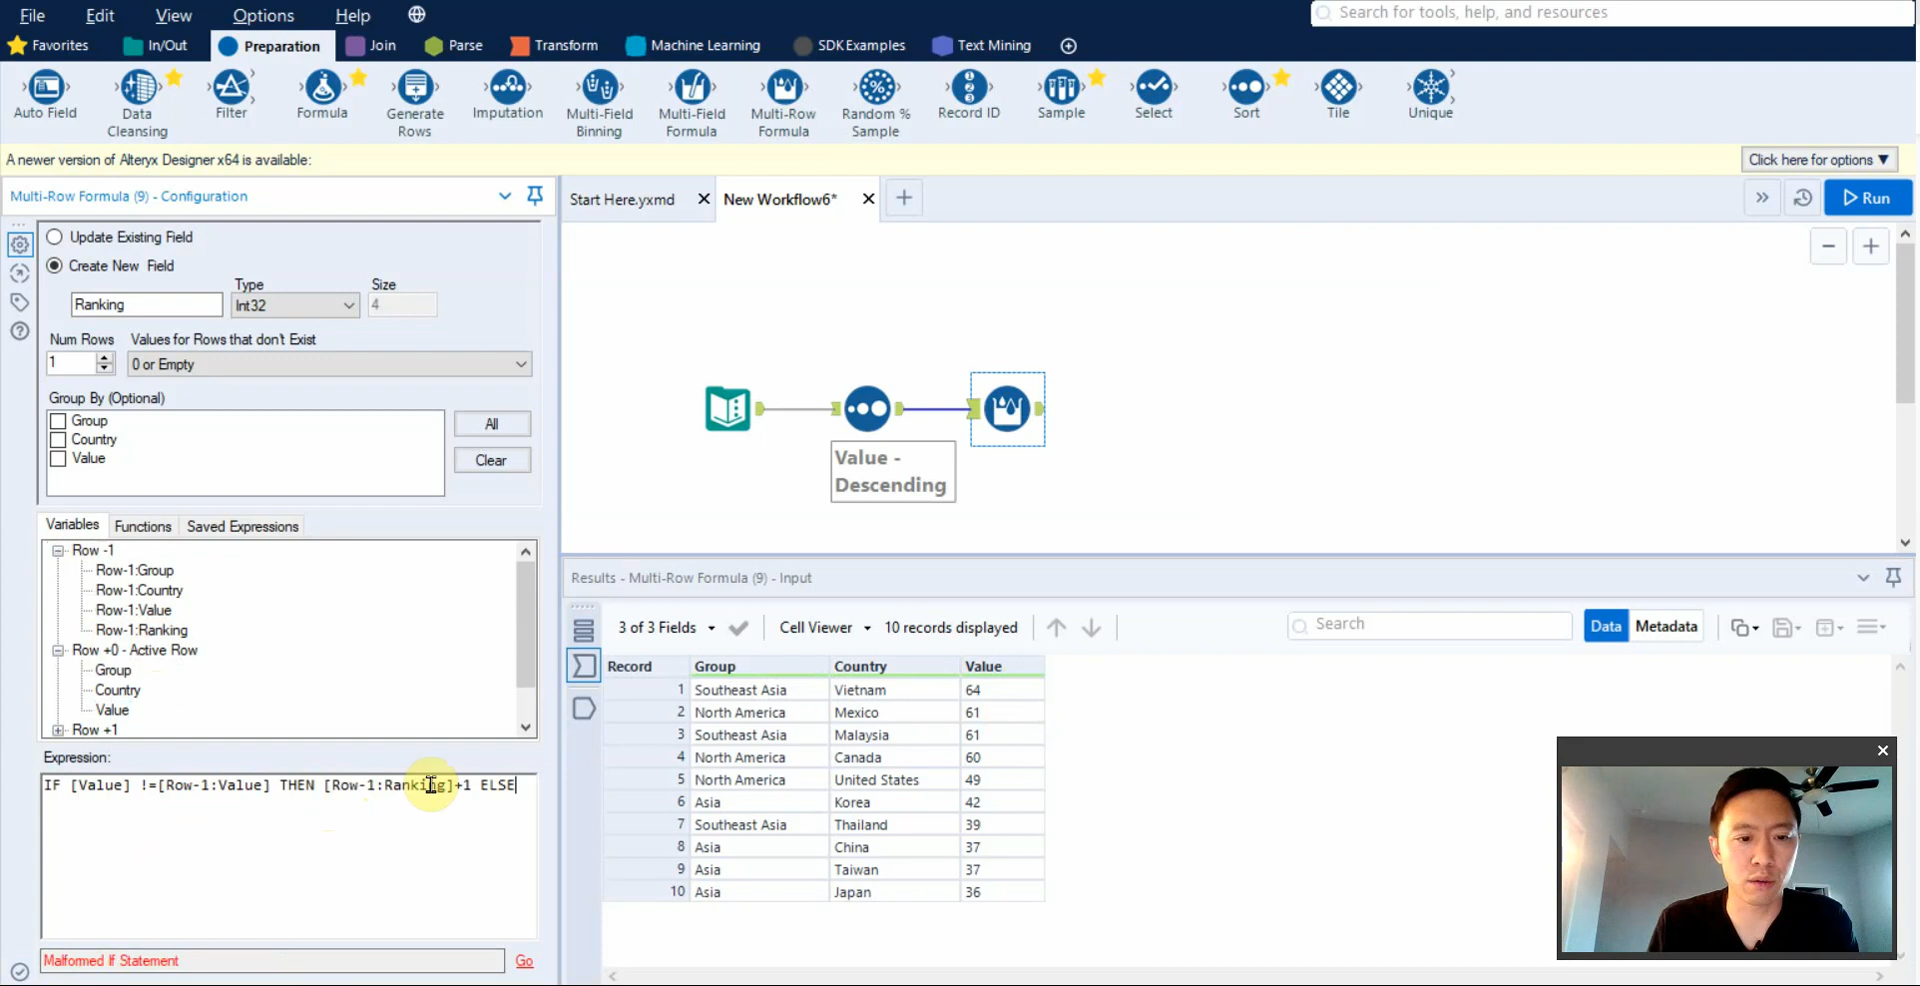 File Edit View Options Help
Search for tools, help, and resources
Favorites In/Out Preparation Join Parse Transform Machine Learning SDK Examples Text Mining
Auto Field
Data Cleansing
Filter
Formula
Generate Rows
Imputation
Multi-Field Binning
Multi-Field Formula
Multi-Row Formula
Random % Sample
Record ID
Sample
Select
Sort
Tile
Unique
A newer version of Alteryx Designer x64 is available:
Click here for options ▼
Multi-Row Formula (9) - Configuration
Start Here.yxmd
New Workflow6*
Run
Update Existing Field
Create New Field
Type Size
Ranking Int32 4
Num Rows Values for Rows that don't Exist
1 0 or Empty
Group By (Optional)
Group
Country
Value
All
Clear
Value -
Descending
Variables Functions Saved Expressions
Row -1
Row-1:Group
Row-1:Country
Row-1:Value
Row-1:Ranking
Row +0 - Active Row
Group
Country
Value
Row +1
Expression:
IF [Value] !=[Row-1:Value] THEN [Row-1:Ranking]+1 ELSE
Malformed If Statement Go
Results - Multi-Row Formula (9) - Input
3 of 3 Fields Cell Viewer 10 records displayed Search Data Metadata
Record Group Country Value
1 Southeast Asia Vietnam 64
2 North America Mexico 61
3 Southeast Asia Malaysia 61
4 North America Canada 60
5 North America United States 49
6 Asia Korea 42
7 Southeast Asia Thailand 39
8 Asia China 37
9 Asia Taiwan 37
10 Asia Japan 36